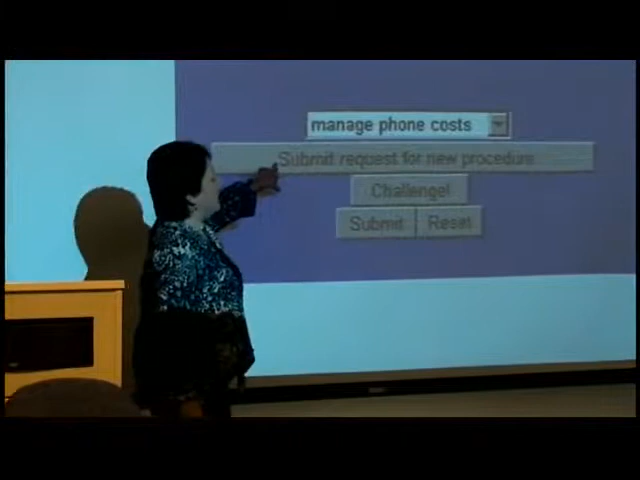 manage phone costs
Submit request for new procedure
Challenge!
Submit Reset